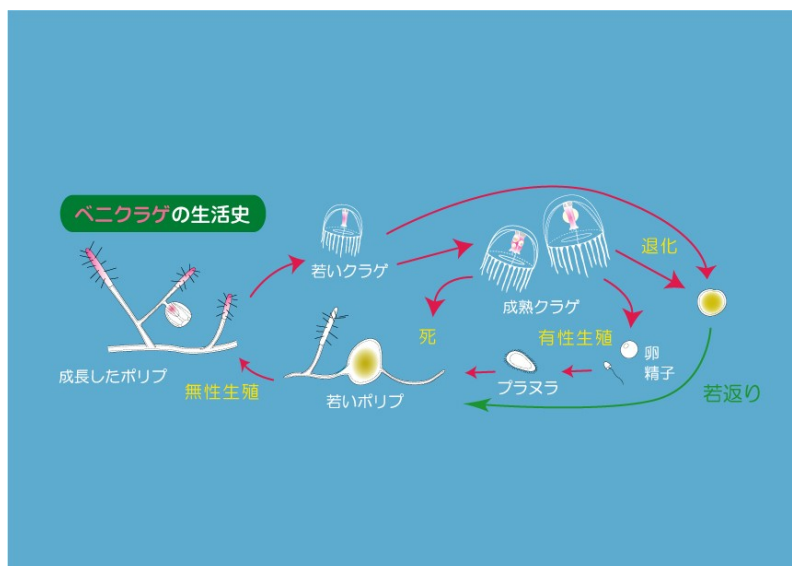 ベニクラゲの生活史
若いクラゲ
退化
成熟クラゲ
死
有性生殖
卵
精子
プラヌラ
成長したポリプ
無性生殖
若いポリプ
若返り